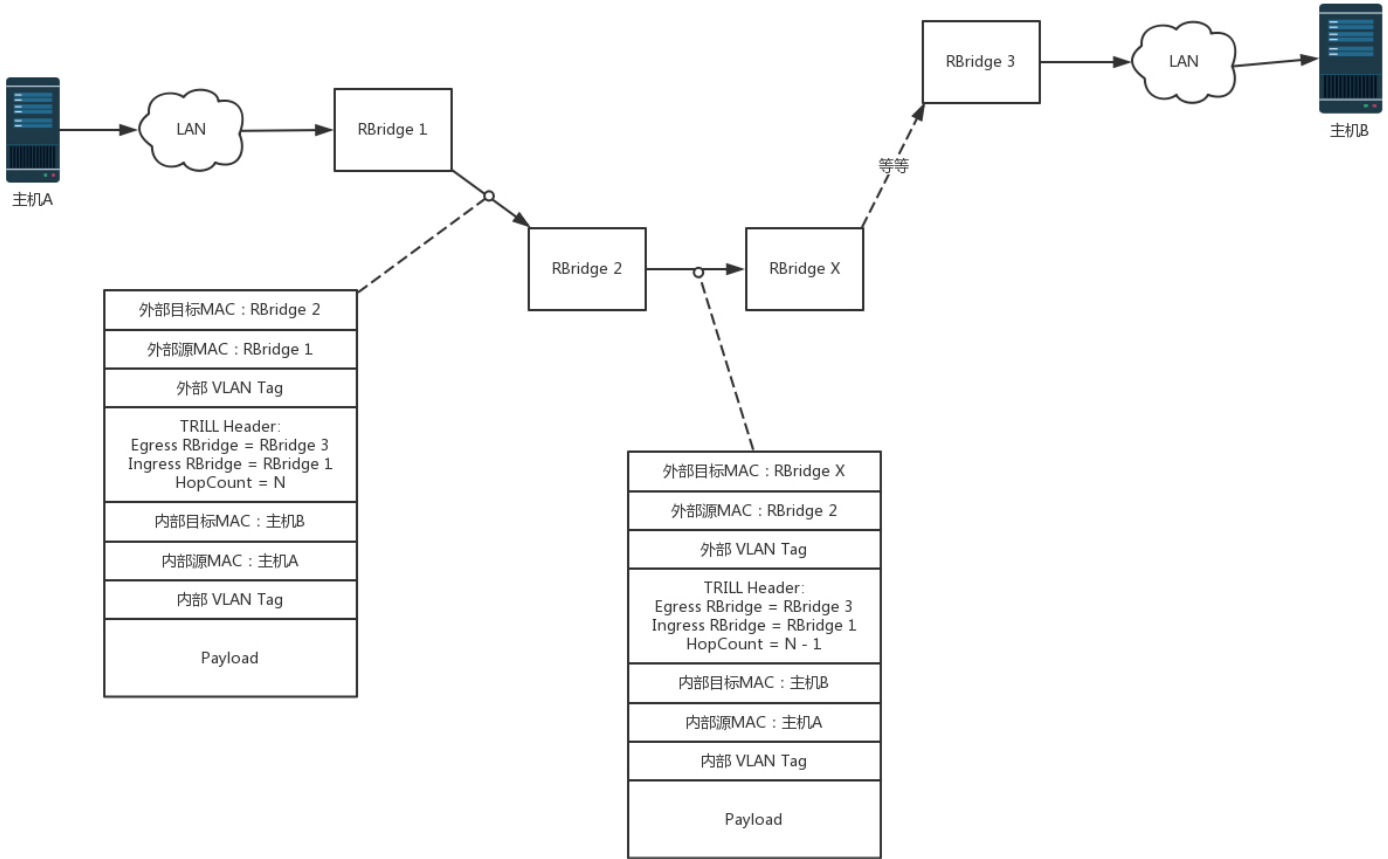 主机A
LAN
RBridge 1
RBridge 2
RBridge X
等等
RBridge 3
LAN
主机B
外部目标MAC：RBridge 2
外部源MAC：RBridge 1
外部 VLAN Tag
TRILL Header:
Egress RBridge = RBridge 3
Ingress RBridge = RBridge 1
HopCount = N
内部目标MAC：主机B
内部源MAC：主机A
内部 VLAN Tag
Payload
外部目标MAC：RBridge X
外部源MAC：RBridge 2
外部 VLAN Tag
TRILL Header:
Egress RBridge = RBridge 3
Ingress RBridge = RBridge 1
HopCount = N - 1
内部目标MAC：主机B
内部源MAC：主机A
内部 VLAN Tag
Payload